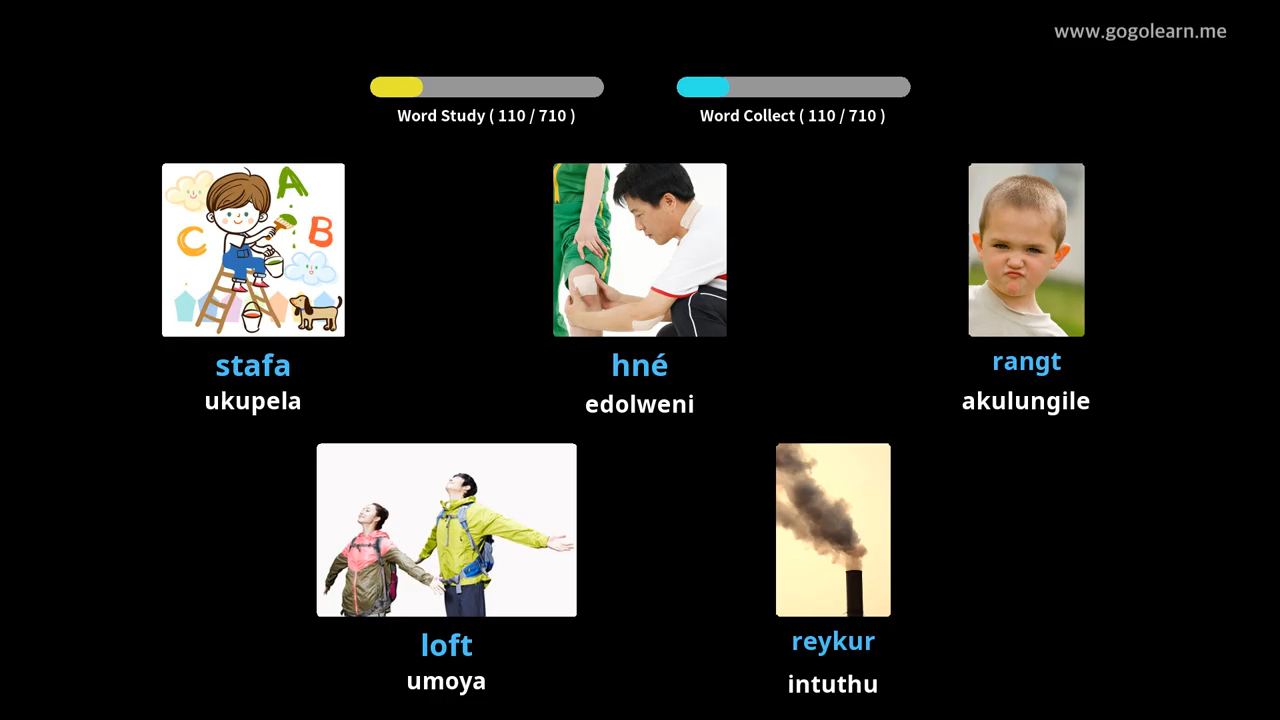 www.gogolearn.me
Word Study ( 110 / 710 )
Word Collect ( 110 / 710 )
A
B
C
stafa
ukupela
hné
edolweni
rangt
akulungile
loft
umoya
reykur
intuthu